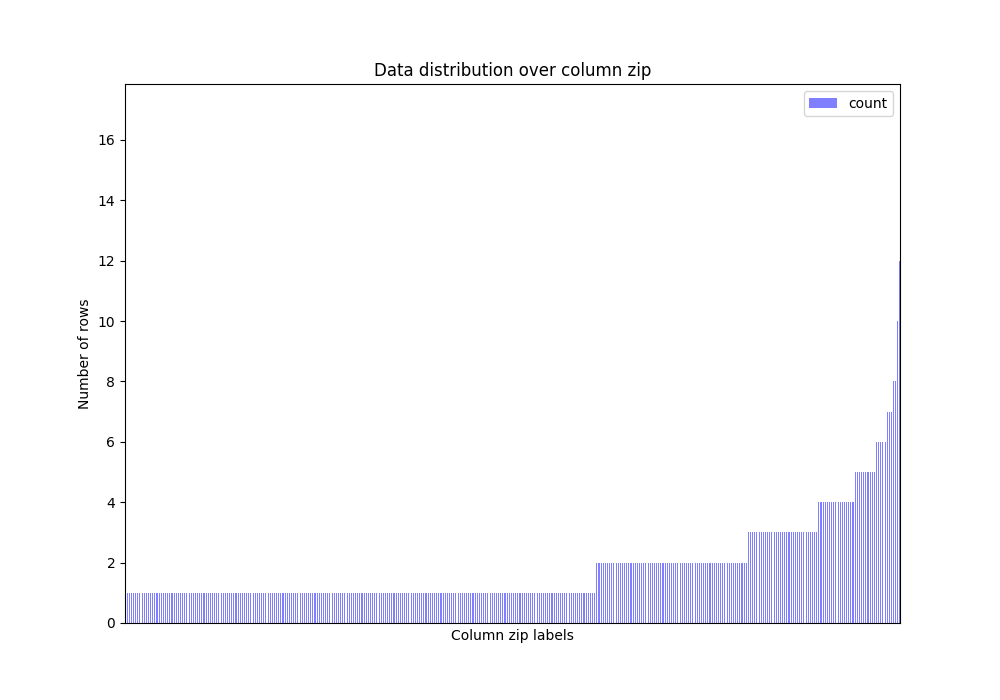 Data distribution over column zip
count
16
14
12
10
8
6
4
2
0
Number of rows
Column zip labels